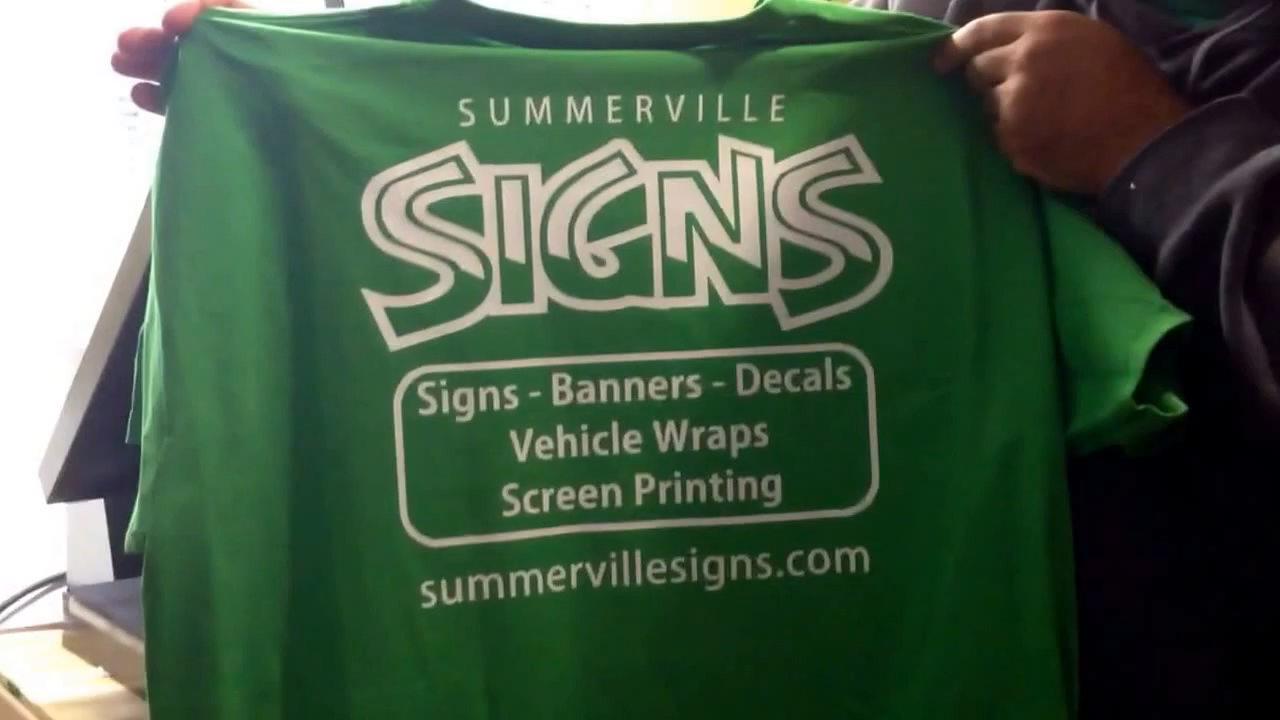 SUMMERVILLE
SIGNS
Signs - Banners - Decals
Vehicle Wraps
Screen Printing
summervillesigns.com